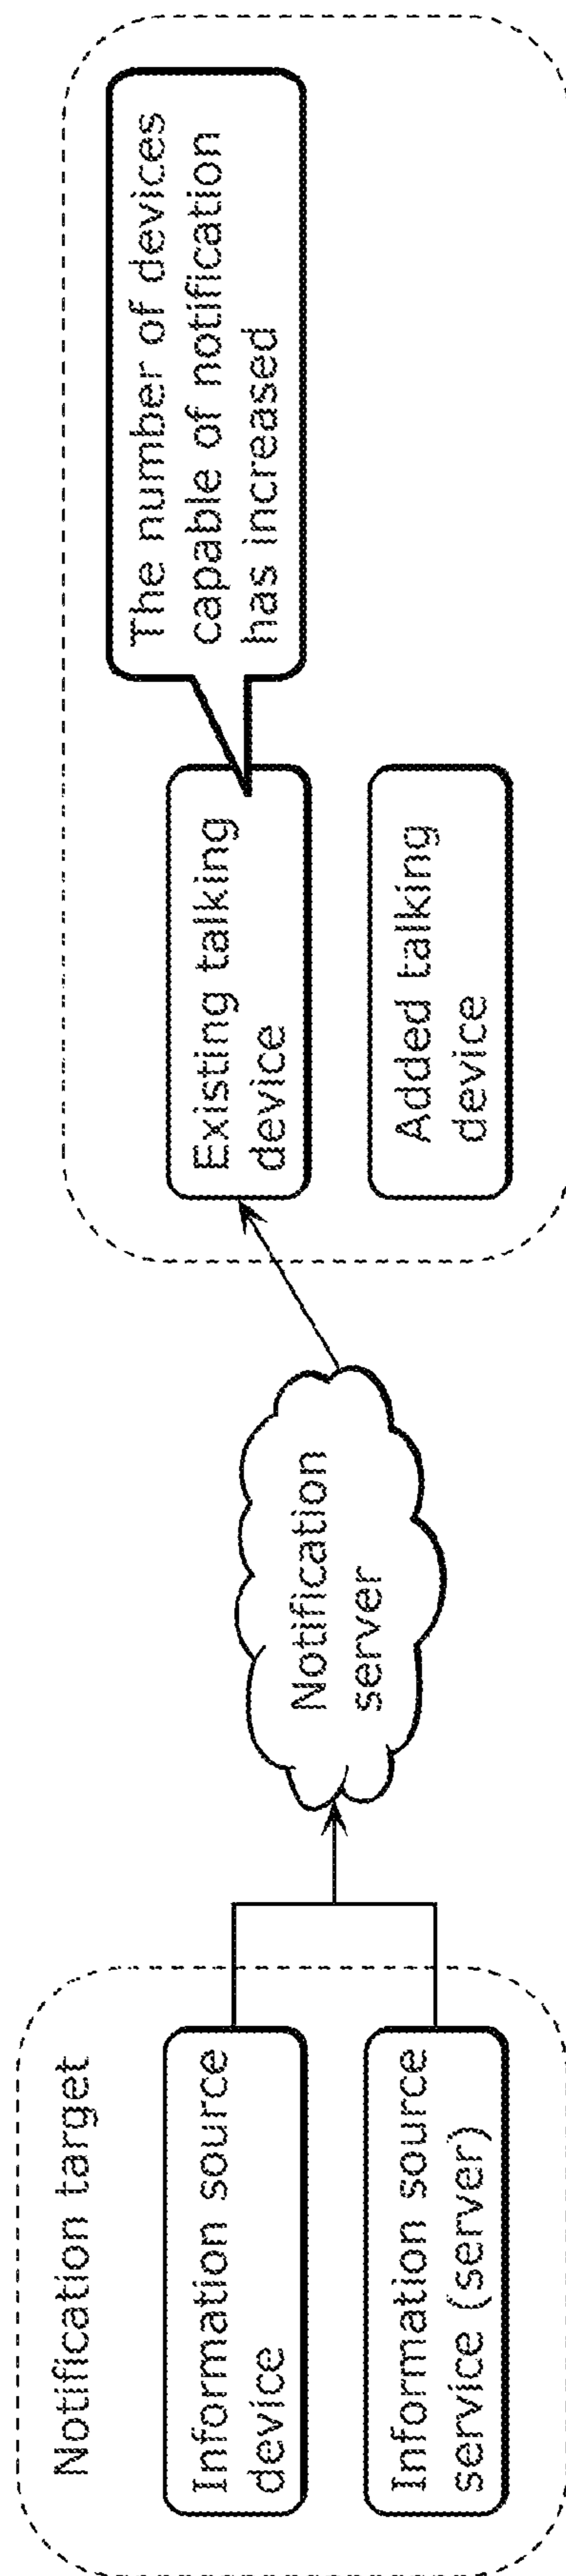 Notification target
Information source
device
Information source
service (server)
Notification
server
Existing talking
device
Added talking
device
The number of devices
capable of notification
has increased